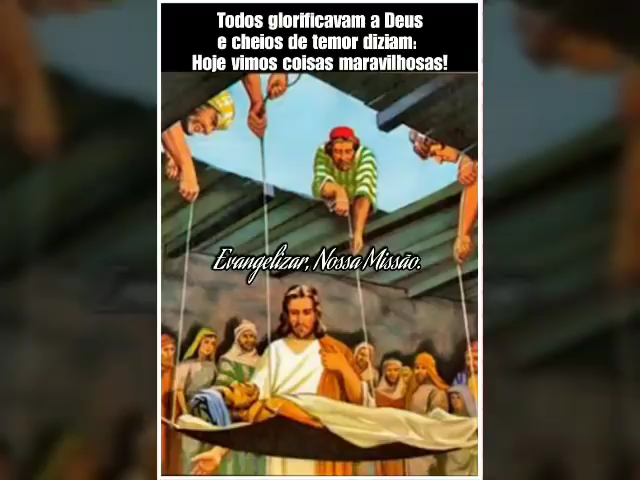 Todos glorificavam a Deus
e cheios de temor diziam:
Hoje vimos coisas maravilhosas!
Evangelizar, Nossa Missão.